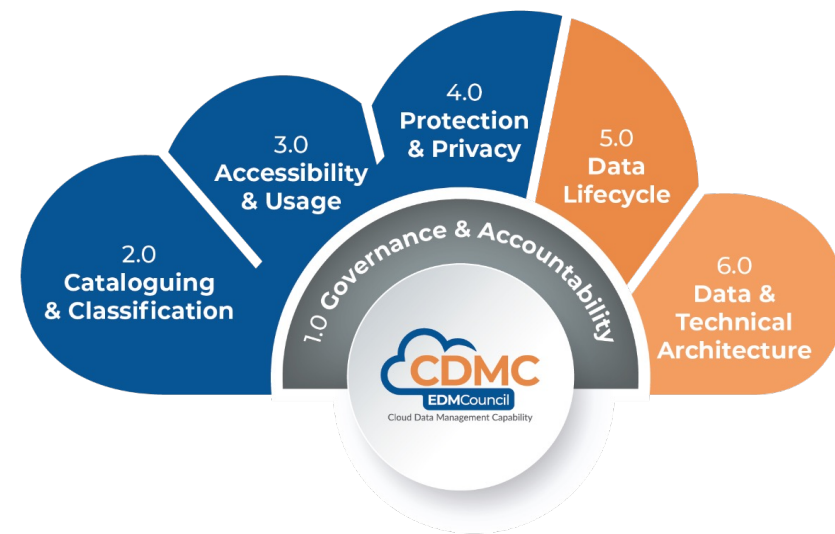 1.0 Governance & Accountability
2.0
Cataloguing
& Classification
3.0
Accessibility
& Usage
4.0
Protection
& Privacy
5.0
Data
Lifecycle
6.0
Data &
Technical
Architecture
CDMC
EDMCouncil
Cloud Data Management Capability